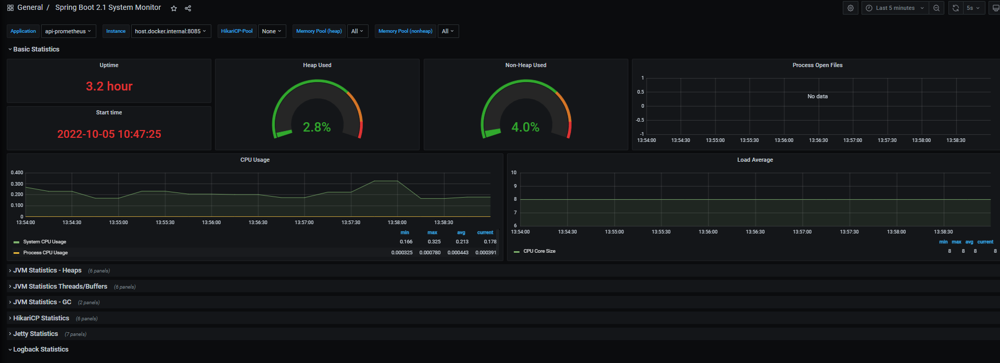 General / Spring Boot 2.1 System Monitor
Last 5 minutes
5s
Application api-prometheus Instance host.docker.internal:8085 HikariCP-Pool None Memory Pool (heap) All Memory Pool (nonheap) All
Basic Statistics
Uptime
3.2 hour
Start time
2022-10-05 10:47:25
Heap Used
2.8%
Non-Heap Used
4.0%
Process Open Files
1
0.5
0
-0.5
-1
No data
13:54:00 13:54:30 13:55:00 13:55:30 13:56:00 13:56:30 13:57:00 13:57:30 13:58:00 13:58:30
CPU Usage
0.400
0.300
0.200
0.100
0
13:54:00 13:54:30 13:55:00 13:55:30 13:56:00 13:56:30 13:57:00 13:57:30 13:58:00 13:58:30
min max avg current
System CPU Usage 0.166 0.325 0.213 0.178
Process CPU Usage 0.000325 0.000780 0.000443 0.000391
Load Average
10
9
8
7
6
13:54:00 13:54:30 13:55:00 13:55:30 13:56:00 13:56:30 13:57:00 13:57:30 13:58:00 13:58:30
min max avg current
CPU Core Size 8 8 8 8
JVM Statistics - Heaps (6 panels)
JVM Statistics Threads/Buffers (6 panels)
JVM Statistics - GC (2 panels)
HikariCP Statistics (6 panels)
Jetty Statistics (7 panels)
Logback Statistics